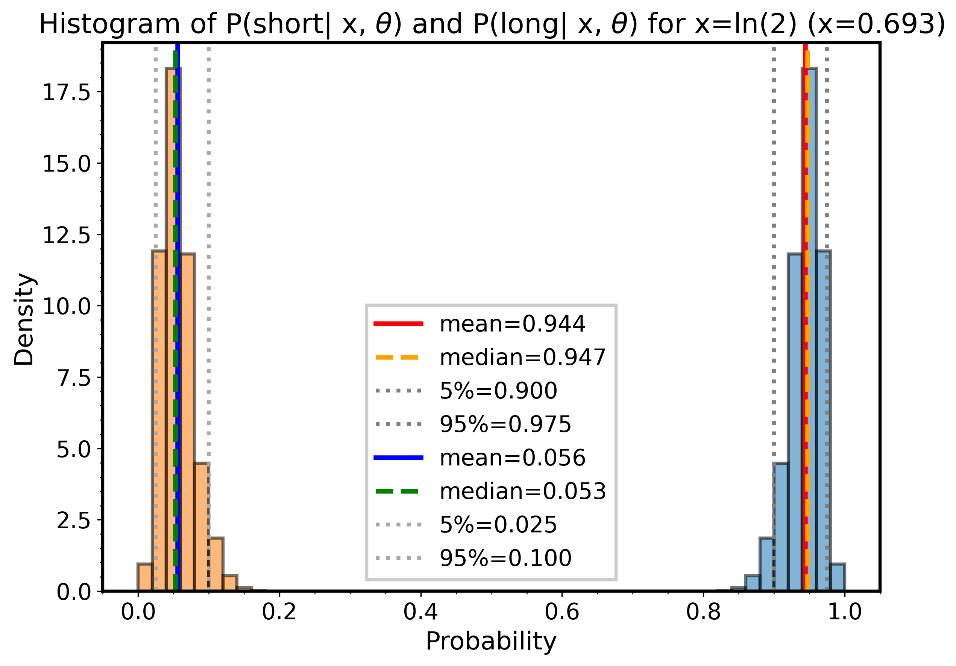 Histogram of P(short| x, θ) and P(long| x, θ) for x=ln(2) (x=0.693)
Density
17.5
15.0
12.5
10.0
7.5
5.0
2.5
0.0
mean=0.944
median=0.947
5%=0.900
95%=0.975
mean=0.056
median=0.053
5%=0.025
95%=0.100
0.0 0.2 0.4 0.6 0.8 1.0
Probability